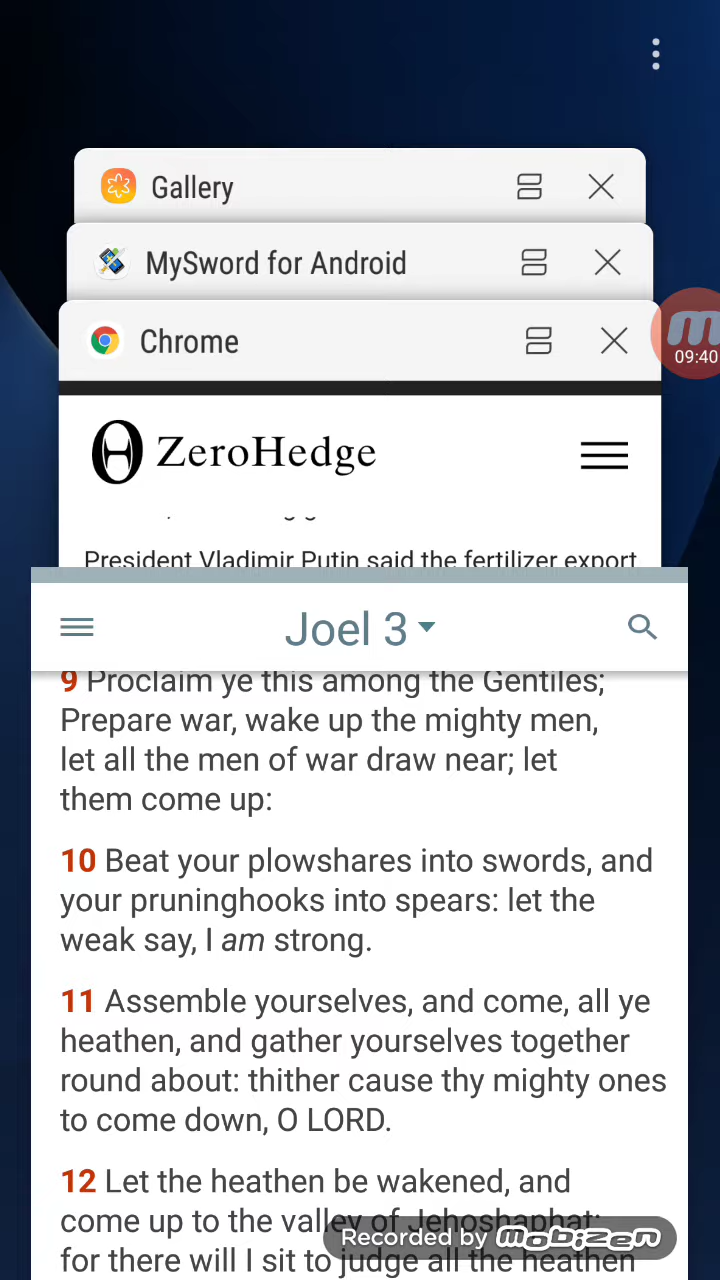 Gallery
MySword for Android
Chrome
09:40
ZeroHedge
President Vladimir Putin said the fertilizer export
Joel 3
9 Proclaim ye this among the Gentiles;
Prepare war, wake up the mighty men,
let all the men of war draw near; let
them come up:
10 Beat your plowshares into swords, and
your pruninghooks into spears: let the
weak say, I am strong.
11 Assemble yourselves, and come, all ye
heathen, and gather yourselves together
round about: thither cause thy mighty ones
to come down, O LORD.
12 Let the heathen be wakened, and
come up to the valley of Jehoshaphat:
Recorded by mobizen
for there will I sit to judge all the heathen